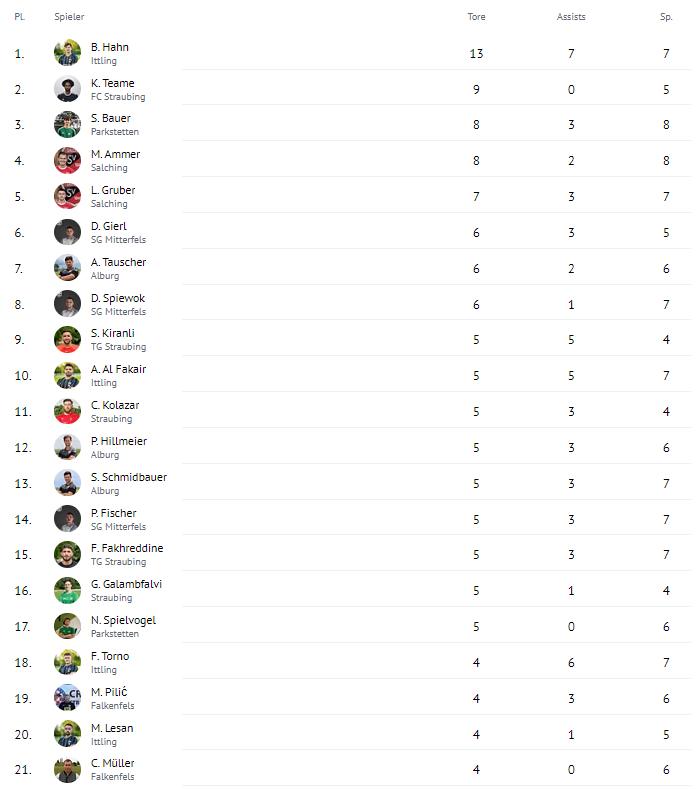 Pl. Spieler Tore Assists Sp.
1. B. Hahn 13 7 7
Ittling
2. K. Teame 9 0 5
FC Straubing
3. S. Bauer 8 3 8
Parkstetten
4. M. Ammer 8 2 8
Salching
5. L. Gruber 7 3 7
Salching
6. D. Gierl 6 3 5
SG Mitterfels
7. A. Tauscher 6 2 6
Alburg
8. D. Spiewok 6 1 7
SG Mitterfels
9. S. Kiranli 5 5 4
TG Straubing
10. A. Al Fakair 5 5 7
Ittling
11. C. Kolazar 5 3 4
Straubing
12. P. Hillmeier 5 3 6
Alburg
13. S. Schmidbauer 5 3 7
Alburg
14. P. Fischer 5 3 7
SG Mitterfels
15. F. Fakhreddine 5 3 7
TG Straubing
16. G. Galambfalvi 5 1 4
Straubing
17. N. Spielvogel 5 0 6
Parkstetten
18. F. Torno 4 6 7
Ittling
19. M. Pilić 4 3 6
Falkenfels
20. M. Lesan 4 1 5
Ittling
21. C. Müller 4 0 6
Falkenfels